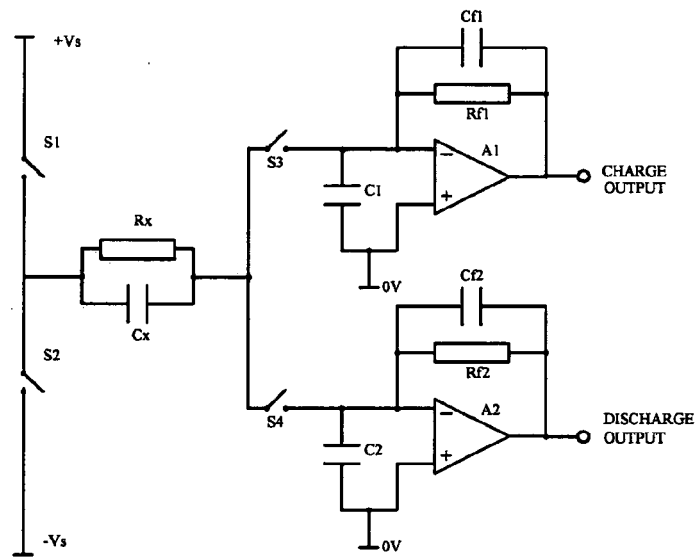 +Vs
S1
S2
-Vs
Rx
Cx
S3
S4
Cf1
Rf1
A1
C1
0V
CHARGE
OUTPUT
Cf2
Rf2
A2
C2
0V
DISCHARGE
OUTPUT